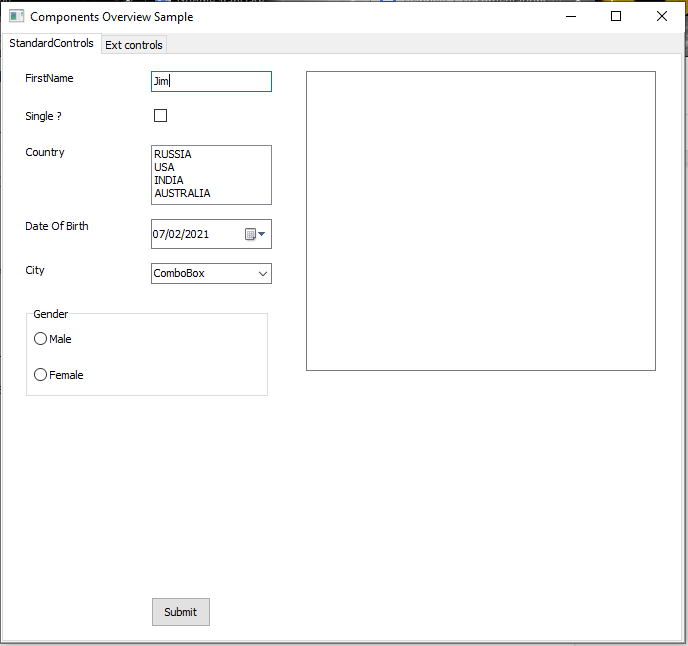 Components Overview Sample
StandardControls Ext controls
FirstName Jim
Single ?
Country RUSSIA
USA
INDIA
AUSTRALIA
Date Of Birth 07/02/2021
City ComboBox
Gender
Male
Female
Submit